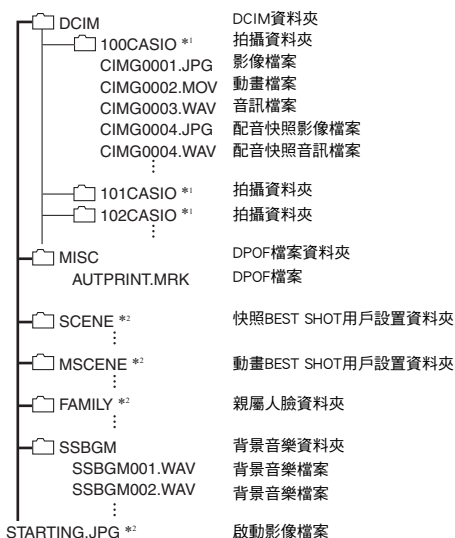 DCIM DCIM資料夾
100CASIO *1 拍攝資料夾
CIMG0001.JPG 影像檔案
CIMG0002.MOV 動畫檔案
CIMG0003.WAV 音訊檔案
CIMG0004.JPG 配音快照影像檔案
CIMG0004.WAV 配音快照音訊檔案
⋮
101CASIO *1 拍攝資料夾
102CASIO *1 拍攝資料夾
⋮
MISC DPOF檔案資料夾
AUTPRINT.MRK DPOF檔案
SCENE *2 快照BEST SHOT用戶設置資料夾
⋮
MSCENE *2 動畫BEST SHOT用戶設置資料夾
⋮
FAMILY *2 親屬人臉資料夾
⋮
SSBGM 背景音樂資料夾
SSBGM001.WAV 背景音樂檔案
SSBGM002.WAV 背景音樂檔案
⋮
STARTING.JPG *2 啟動影像檔案